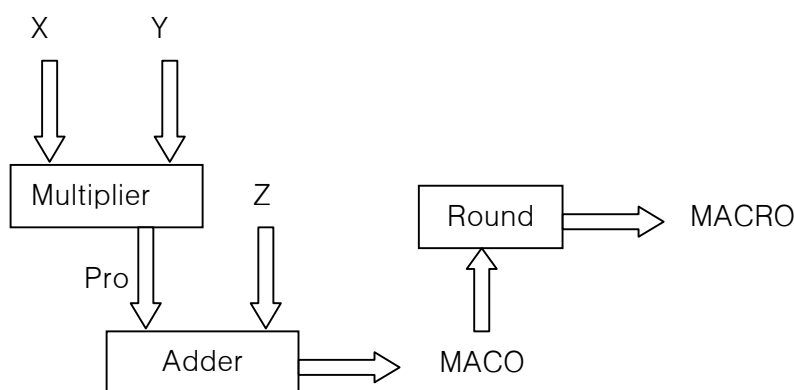 X Y
Multiplier
Z
Round
MACRO
Pro
Adder
MACO